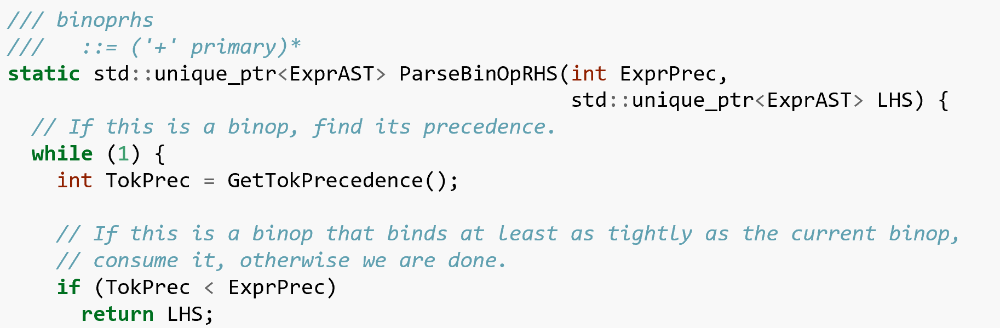 /// binoprhs
///   ::= ('+' primary)*
static std::unique_ptr<ExprAST> ParseBinOpRHS(int ExprPrec,
                                              std::unique_ptr<ExprAST> LHS) {
  // If this is a binop, find its precedence.
  while (1) {
    int TokPrec = GetTokPrecedence();

    // If this is a binop that binds at least as tightly as the current binop,
    // consume it, otherwise we are done.
    if (TokPrec < ExprPrec)
      return LHS;